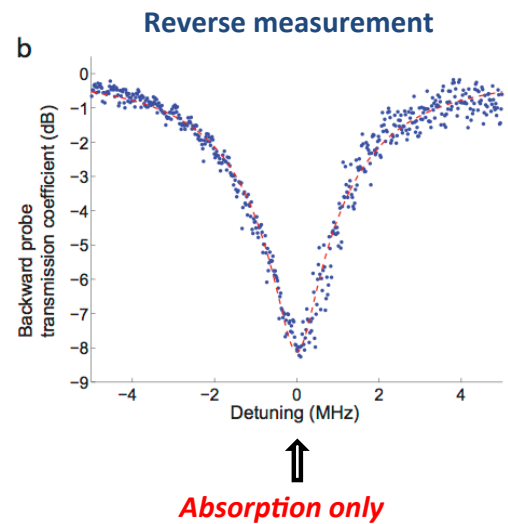 Reverse measurement
b
Backward probe
transmission coefficient (dB)
0
−1
−2
−3
−4
−5
−6
−7
−8
−9
−4
−2
0
2
4
Detuning (MHz)
Absorption only